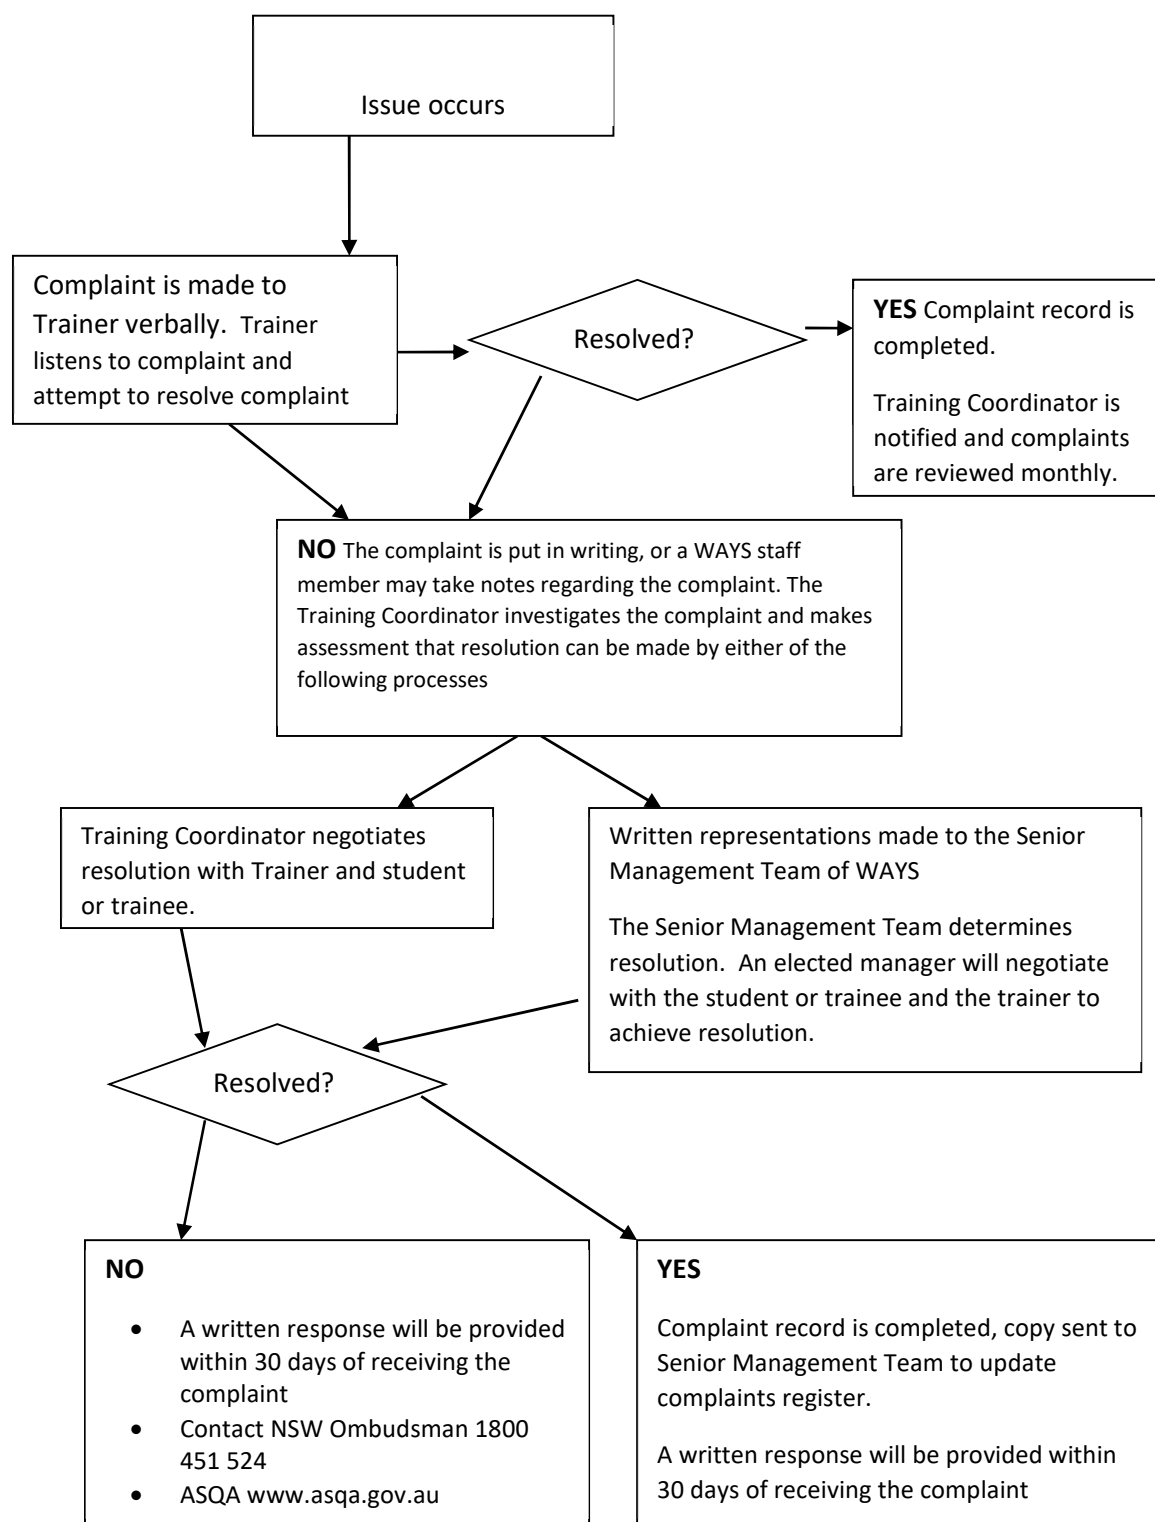 Issue occurs
Complaint is made to
Trainer verbally. Trainer
listens to complaint and
attempt to resolve complaint
Resolved?
YES Complaint record is
completed.
Training Coordinator is
notified and complaints
are reviewed monthly.
NO The complaint is put in writing, or a WAYS staff
member may take notes regarding the complaint. The
Training Coordinator investigates the complaint and makes
assessment that resolution can be made by either of the
following processes
Training Coordinator negotiates
resolution with Trainer and student
or trainee.
Written representations made to the Senior
Management Team of WAYS
The Senior Management Team determines
resolution. An elected manager will negotiate
with the student or trainee and the trainer to
achieve resolution.
Resolved?
NO
• A written response will be provided
within 30 days of receiving the
complaint
• Contact NSW Ombudsman 1800
451 524
• ASQA www.asqa.gov.au
YES
Complaint record is completed, copy sent to
Senior Management Team to update
complaints register.
A written response will be provided within
30 days of receiving the complaint